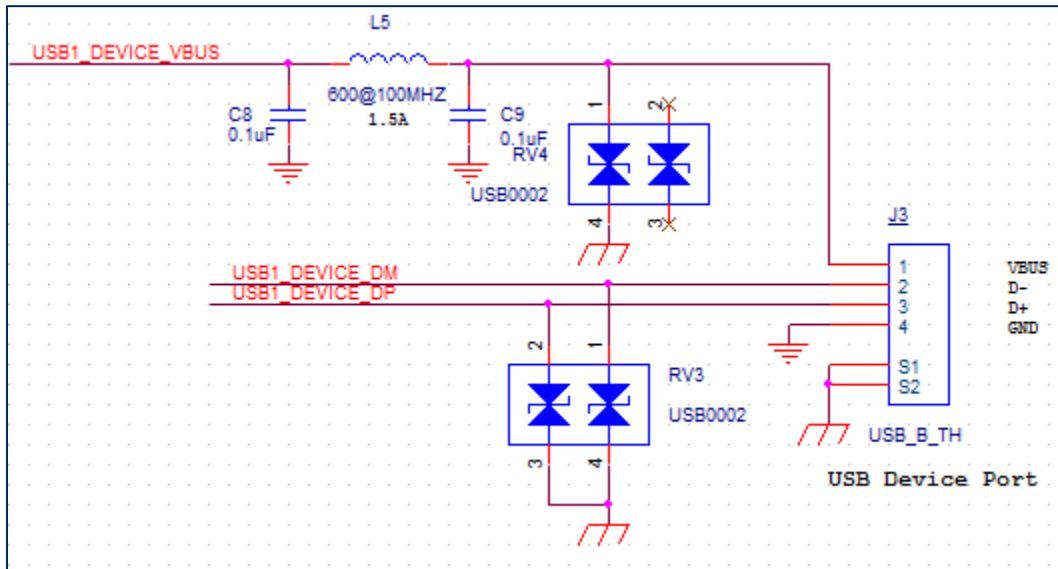 L5
USB1_DEVICE_VBUS
600@100MHZ
1.5A
C8
0.1uF
C9
0.1uF
RV4
USB0002
1
2
4
3
J3
USB1_DEVICE_DM
USB1_DEVICE_DP
1 VBUS
2 D-
3 D+
4 GND
S1
S2
USB_B_TH
2
1
RV3
USB0002
3
4
USB Device Port